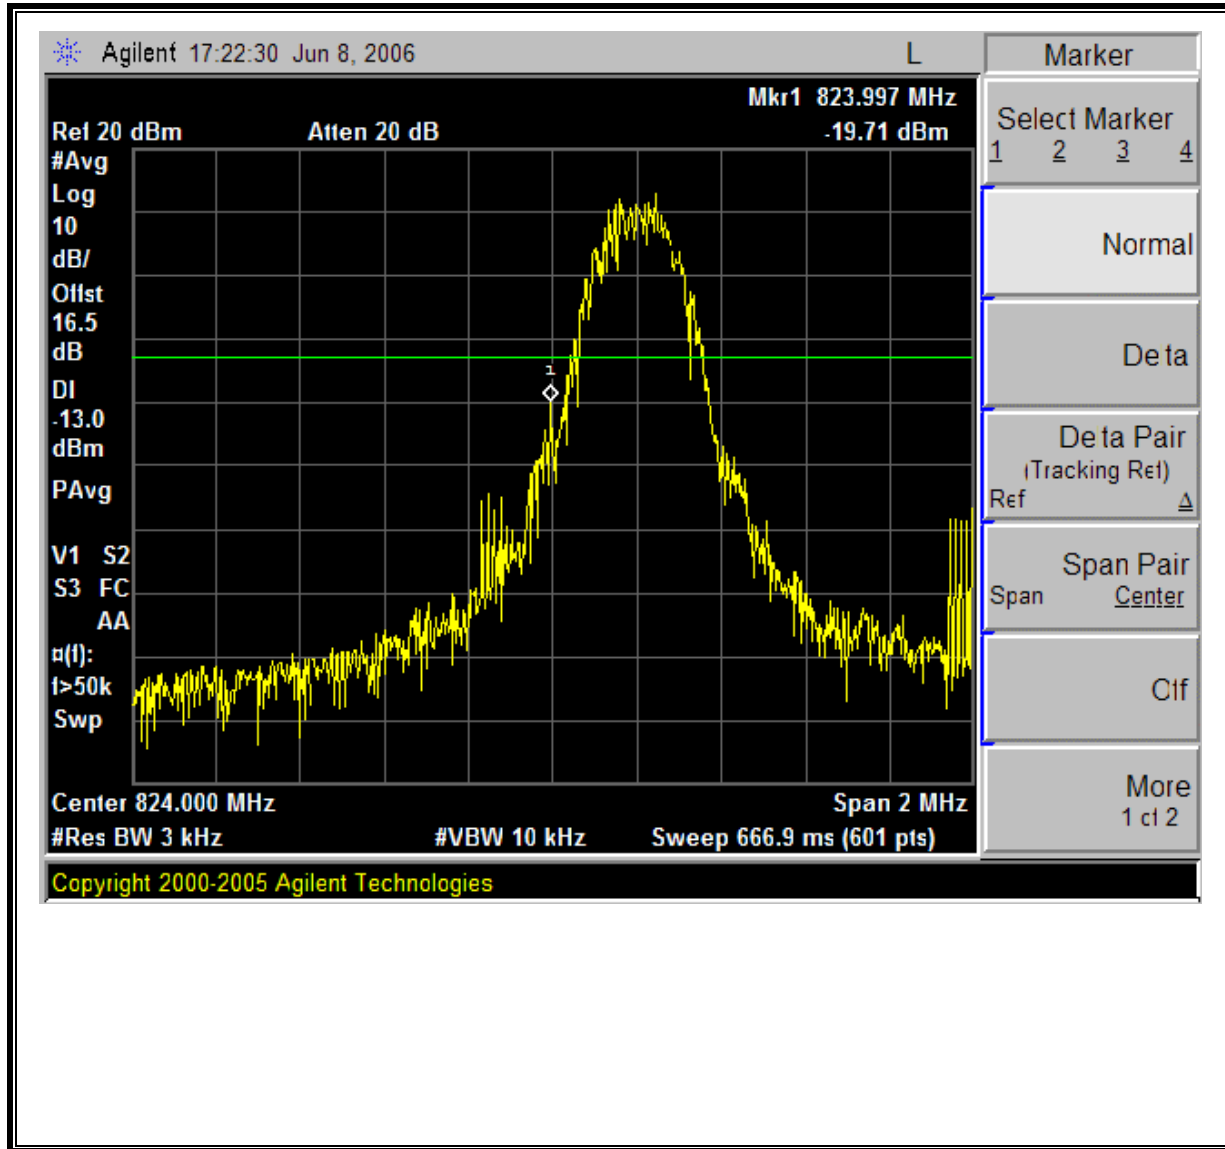 Agilent 17:22:30 Jun 8, 2006 L
Mkr1 823.997 MHz
Ref 20 dBm Atten 20 dB -19.71 dBm
#Avg
Log
10
dB/
Offst
16.5
dB
DI
-13.0
dBm
PAvg
V1 S2
S3 FC
AA
¤(f):
f>50k
Swp
1
Center 824.000 MHz Span 2 MHz
#Res BW 3 kHz #VBW 10 kHz Sweep 666.9 ms (601 pts)
Copyright 2000-2005 Agilent Technologies
Marker
Select Marker
1 2 3 4
Normal
Delta
Delta Pair
(Tracking Ref)
Ref Δ
Span Pair
Span Center
Off
More
1 of 2